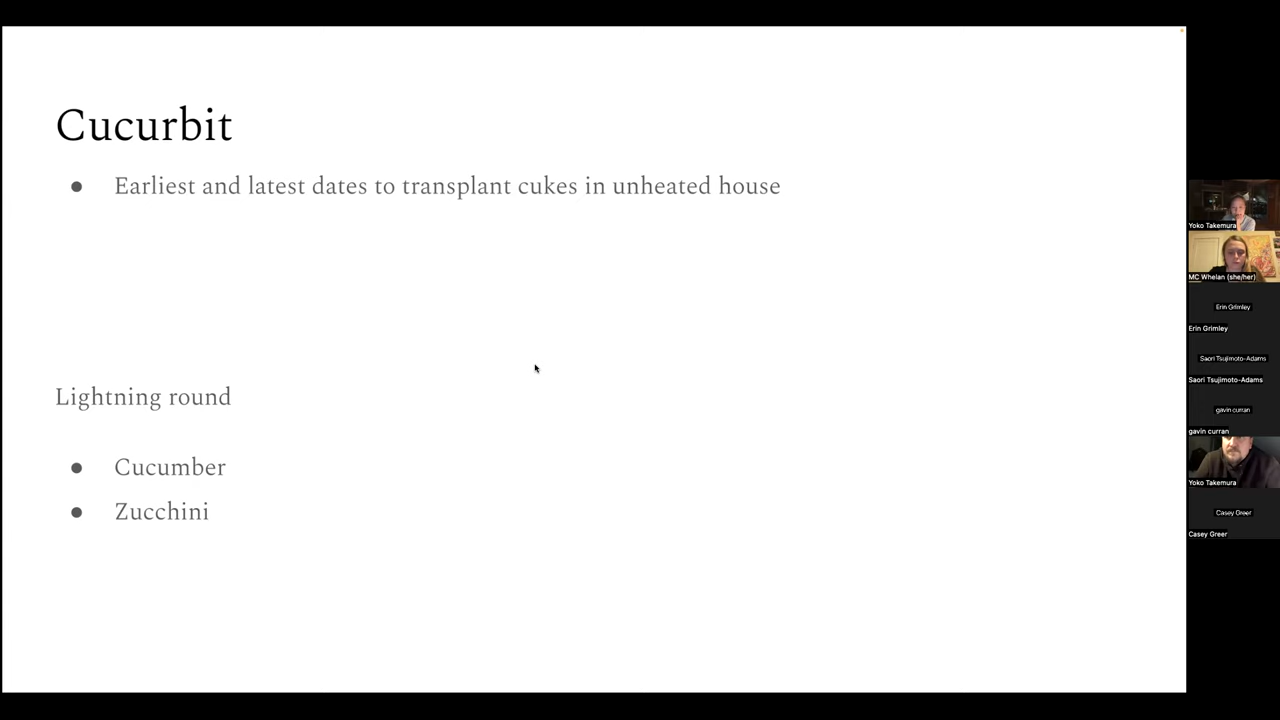 Cucurbit
● Earliest and latest dates to transplant cukes in unheated house
Lightning round
● Cucumber
● Zucchini
Yoko Takemura
MC Whelan (she/her)
Erin Grimley
Erin Grimley
Saori Tsujimoto-Adams
Saori Tsujimoto-Adams
gavin curran
gavin curran
Yoko Takemura
Casey Greer
Casey Greer